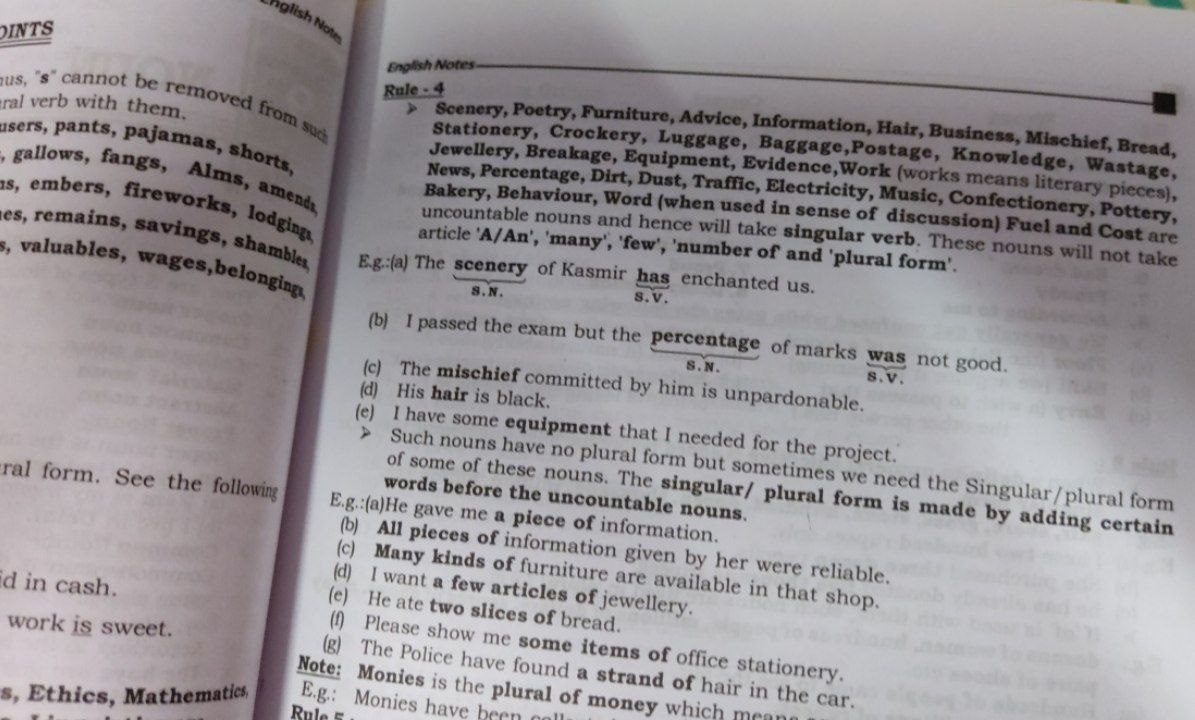 OINTS
us, "s" cannot be removed from such
ral verb with them.
users, pants, pajamas, shorts,
, gallows, fangs, Alms, amends,
ns, embers, fireworks, lodgings,
es, remains, savings, shambles,
s, valuables, wages,belongings,
ral form. See the following
id in cash.
work is sweet.
s, Ethics, Mathematics,
English Notes
English Notes
Rule - 4
➤ Scenery, Poetry, Furniture, Advice, Information, Hair, Business, Mischief, Bread,
Stationery, Crockery, Luggage, Baggage,Postage, Knowledge, Wastage,
Jewellery, Breakage, Equipment, Evidence,Work (works means literary pieces),
News, Percentage, Dirt, Dust, Traffic, Electricity, Music, Confectionery, Pottery,
Bakery, Behaviour, Word (when used in sense of discussion) Fuel and Cost are
uncountable nouns and hence will take singular verb. These nouns will not take
article 'A/An', 'many', 'few', 'number of' and 'plural form'.
E.g.:(a) The scenery of Kasmir has enchanted us.
S.N. S.V.
(b) I passed the exam but the percentage of marks was not good.
S.N. S.V.
(c) The mischief committed by him is unpardonable.
(d) His hair is black.
(e) I have some equipment that I needed for the project.
➤ Such nouns have no plural form but sometimes we need the Singular/plural form
of some of these nouns. The singular/ plural form is made by adding certain
words before the uncountable nouns.
E.g.:(a)He gave me a piece of information.
(b) All pieces of information given by her were reliable.
(c) Many kinds of furniture are available in that shop.
(d) I want a few articles of jewellery.
(e) He ate two slices of bread.
(f) Please show me some items of office stationery.
(g) The Police have found a strand of hair in the car.
Note: Monies is the plural of money which means
E.g.: Monies have been
Rule 5